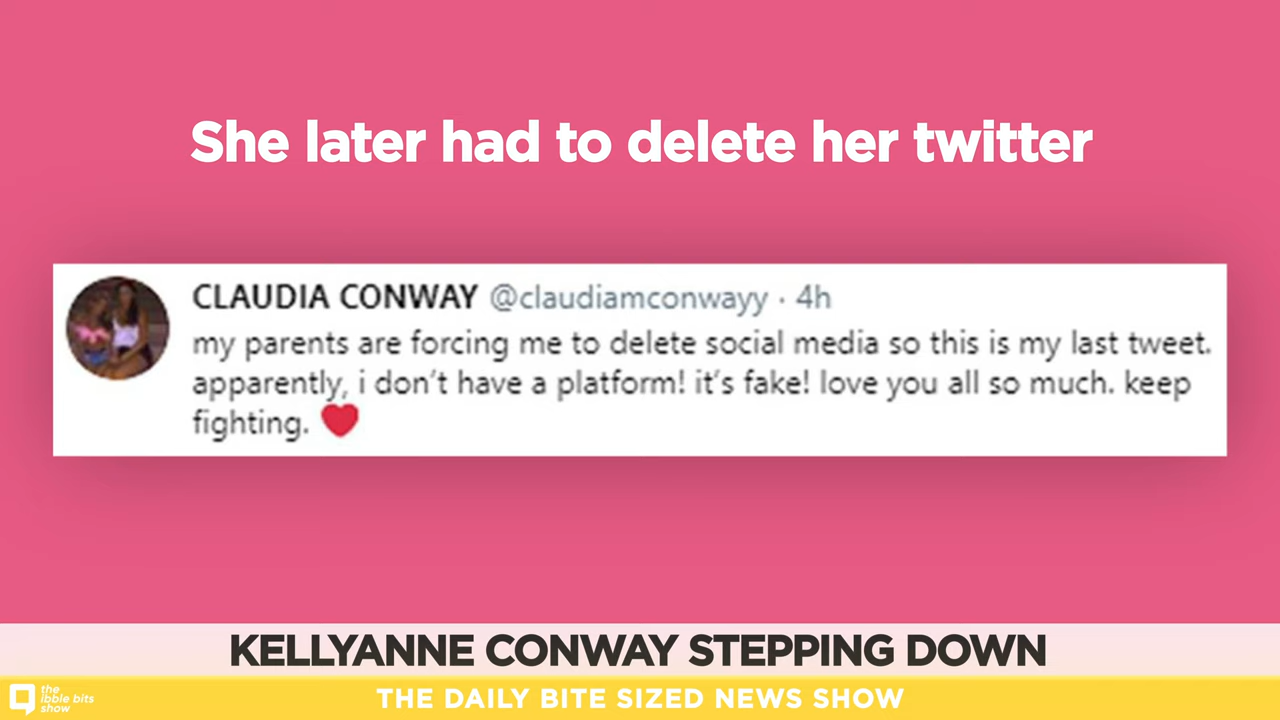 She later had to delete her twitter
CLAUDIA CONWAY @claudiamconwayy · 4h
my parents are forcing me to delete social media so this is my last tweet.
apparently, i don't have a platform! it's fake! love you all so much. keep
fighting. ❤️
KELLYANNE CONWAY STEPPING DOWN
THE DAILY BITE SIZED NEWS SHOW
the
ibble bits
show